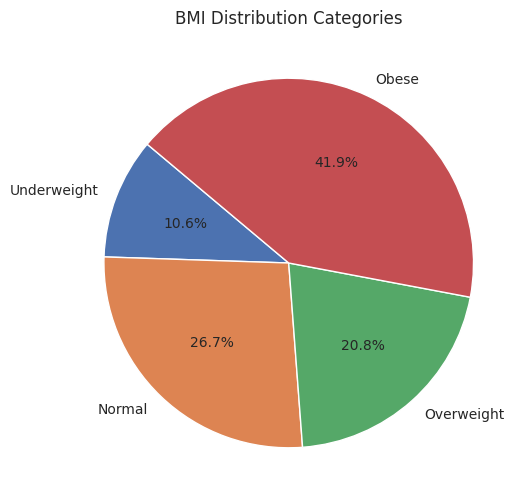 BMI Distribution Categories
Obese
41.9%
Underweight
10.6%
26.7%
20.8%
Normal
Overweight